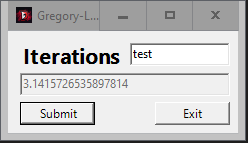 Gregory-L...
Iterations
test
3.1415726535897814
Submit
Exit